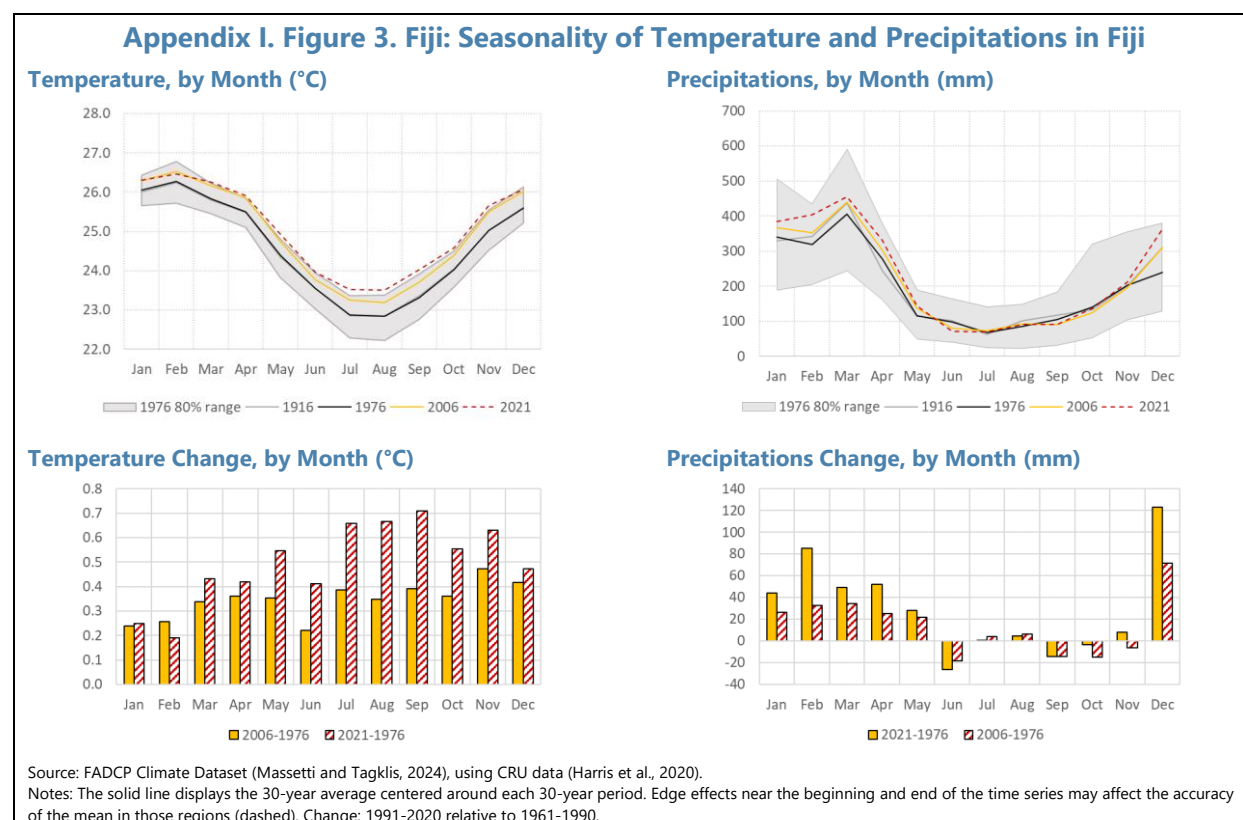 Appendix I. Figure 3. Fiji: Seasonality of Temperature and Precipitations in Fiji
Temperature, by Month (°C)
28.0
27.0
26.0
25.0
24.0
23.0
22.0
Jan Feb Mar Apr May Jun Jul Aug Sep Oct Nov Dec
1976 80% range 1916 1976 2006 2021
Precipitations, by Month (mm)
700
600
500
400
300
200
100
0
Jan Feb Mar Apr May Jun Jul Aug Sep Oct Nov Dec
1976 80% range 1916 1976 2006 2021
Temperature Change, by Month (°C)
0.8
0.7
0.6
0.5
0.4
0.3
0.2
0.1
0.0
Jan Feb Mar Apr May Jun Jul Aug Sep Oct Nov Dec
2006-1976 2021-1976
Precipitations Change, by Month (mm)
140
120
100
80
60
40
20
0
-20
-40
Jan Feb Mar Apr May Jun Jul Aug Sep Oct Nov Dec
2021-1976 2006-1976
Source: FADCP Climate Dataset (Massetti and Tagklis, 2024), using CRU data (Harris et al., 2020).
Notes: The solid line displays the 30-year average centered around each 30-year period. Edge effects near the beginning and end of the time series may affect the accuracy
of the mean in those regions (dashed). Change: 1991-2020 relative to 1961-1990.